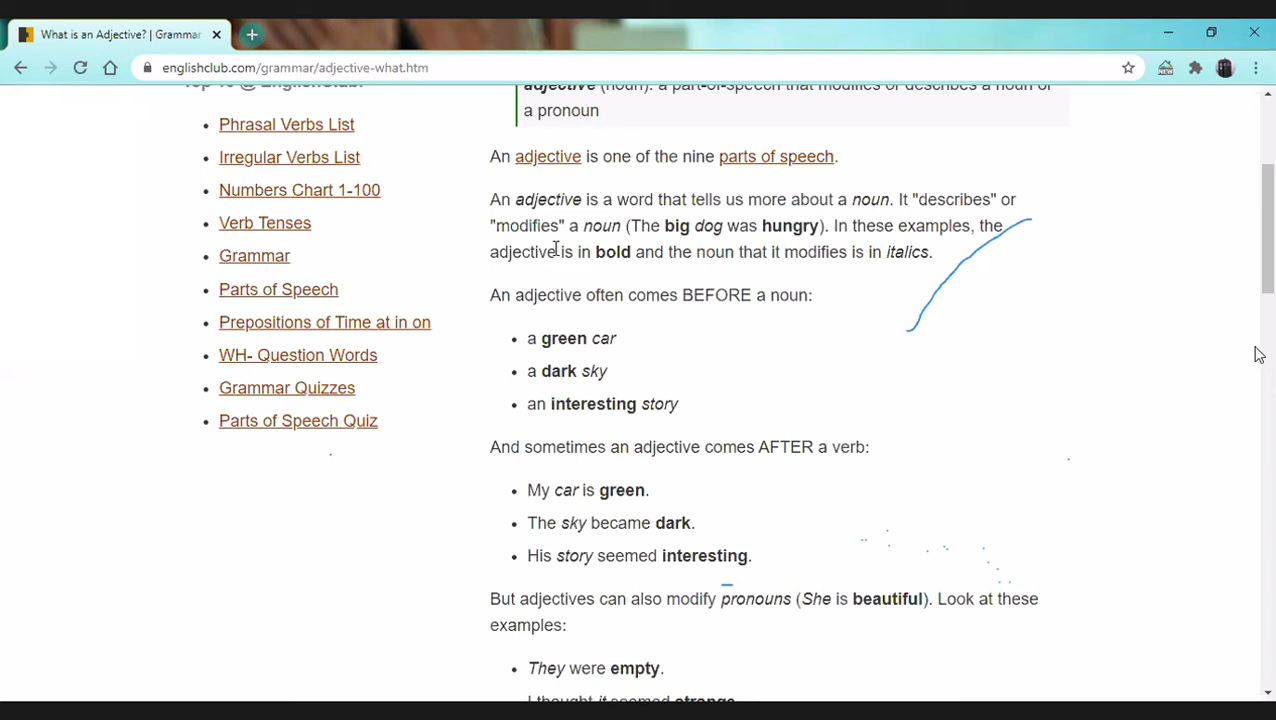 What is an Adjective? | Grammar
englishclub.com/grammar/adjective-what.htm
NEW
adjective (noun): a part-of-speech that modifies or describes a noun or
a pronoun
Phrasal Verbs List
Irregular Verbs List
Numbers Chart 1-100
Verb Tenses
Grammar
Parts of Speech
Prepositions of Time at in on
WH- Question Words
Grammar Quizzes
Parts of Speech Quiz
An adjective is one of the nine parts of speech.
An adjective is a word that tells us more about a noun. It "describes" or
"modifies" a noun (The big dog was hungry). In these examples, the
adjective is in bold and the noun that it modifies is in italics.
An adjective often comes BEFORE a noun:
a green car
a dark sky
an interesting story
And sometimes an adjective comes AFTER a verb:
My car is green.
The sky became dark.
His story seemed interesting.
But adjectives can also modify pronouns (She is beautiful). Look at these
examples:
They were empty.
I thought it seemed strange.